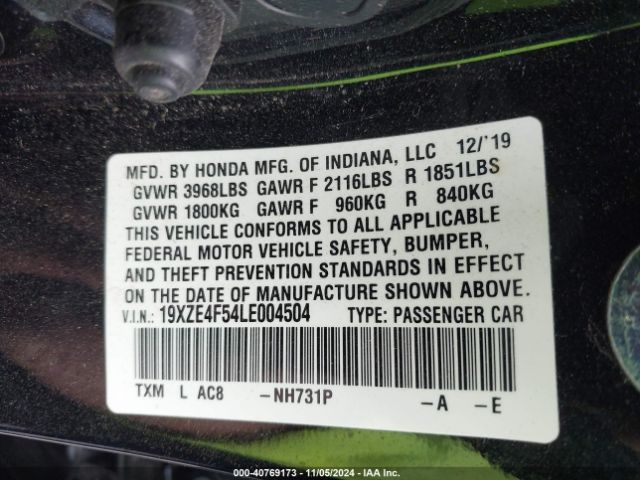 MFD. BY HONDA MFG. OF INDIANA, LLC 12/'19
GVWR 3968LBS GAWR F 2116LBS R 1851LBS
GVWR 1800KG GAWR F 960KG R 840KG
THIS VEHICLE CONFORMS TO ALL APPLICABLE
FEDERAL MOTOR VEHICLE SAFETY, BUMPER,
AND THEFT PREVENTION STANDARDS IN EFFECT
ON THE DATE OF MANUFACTURE SHOWN ABOVE.
V.I.N.: 19XZE4F54LE004504 TYPE: PASSENGER CAR
TXM L AC8 -NH731P -A -E
000-40769173 - 11/05/2024 - IAA Inc.